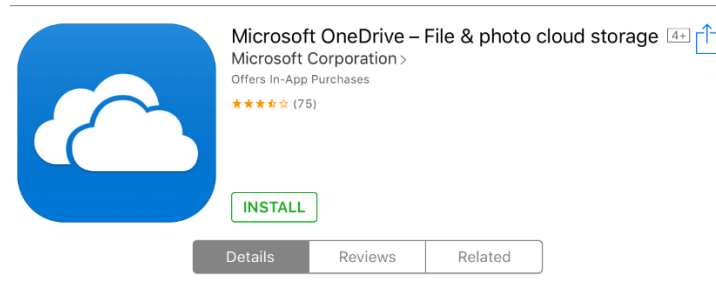 Microsoft OneDrive – File & photo cloud storage 4+
Microsoft Corporation >
Offers In-App Purchases
★★★⯪☆ (75)
INSTALL
Details Reviews Related